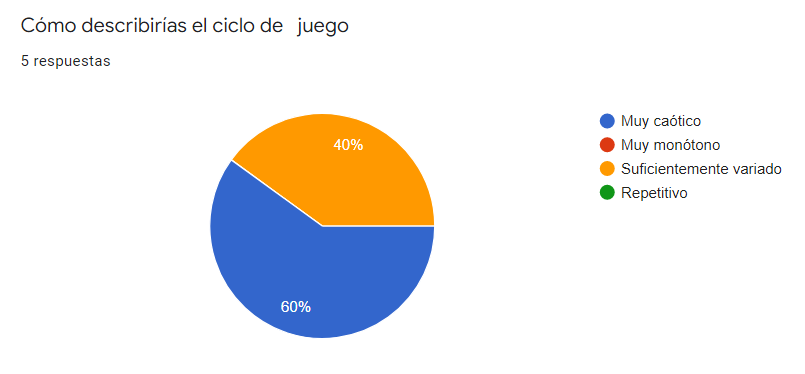 Cómo describirías el ciclo de juego
5 respuestas
40%
60%
Muy caótico
Muy monótono
Suficientemente variado
Repetitivo